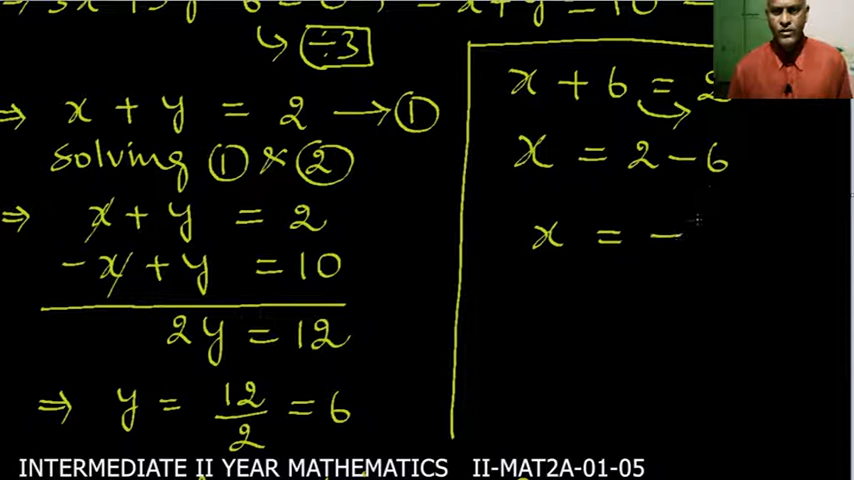 ÷3
⇒ x + y = 2 → ①
Solving ① & ②
⇒ x + y = 2
-x + y = 10
2y = 12
⇒ y = 12/2 = 6
-x+y = 10
x + 6 = 2
x = 2 - 6
x = -
INTERMEDIATE II YEAR MATHEMATICS II-MAT2A-01-05